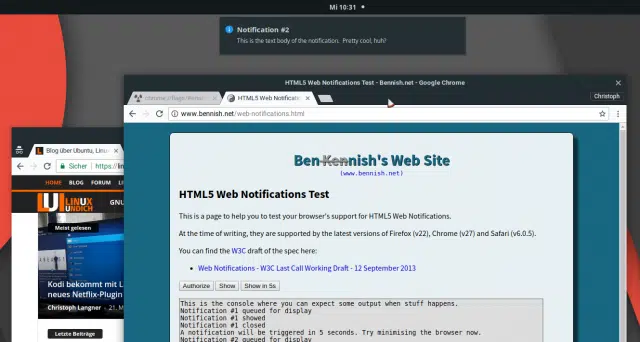 Mi 10:31
Notification #2
This is the text body of the notification. Pretty cool, huh?
HTML5 Web Notifications Test - Bennish.net - Google Chrome
HTML5 Web Notificatio
Christoph
www.bennish.net/web-notifications.html
Blog über Ubuntu, Linux
Sicher
https://lin
HOME BLOG FORUM
LINUX
UNDICH
GNU
Meist gelesen
Kodi bekommt mit L
neues Netflix-Plugin
Christoph Langner
Letzte Beiträge
Ben Kennish's Web Site
(www.bennish.net)
HTML5 Web Notifications Test
This is a page to help you to test your browser's support for HTML5 Web Notifications.
At the time of writing, they are supported by the latest versions of Firefox (v22), Chrome (v27) and Safari (v6.0.5).
You can find the W3C draft of the spec here:
Web Notifications - W3C Last Call Working Draft - 12 September 2013
Authorize Show Show in 5s
This is the console where you can expect some output when stuff happens.
Notification #1 queued for display
Notification #1 showed
Notification #1 closed
A notification will be triggered in 5 seconds. Try minimising the browser now.
Notification #2 queued for display